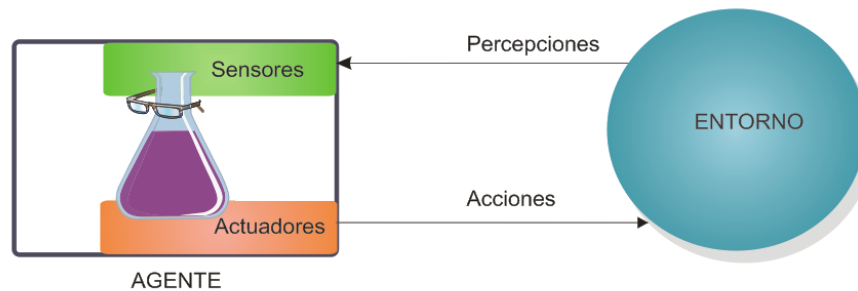 Percepciones
Sensores
ENTORNO
Acciones
Actuadores
AGENTE